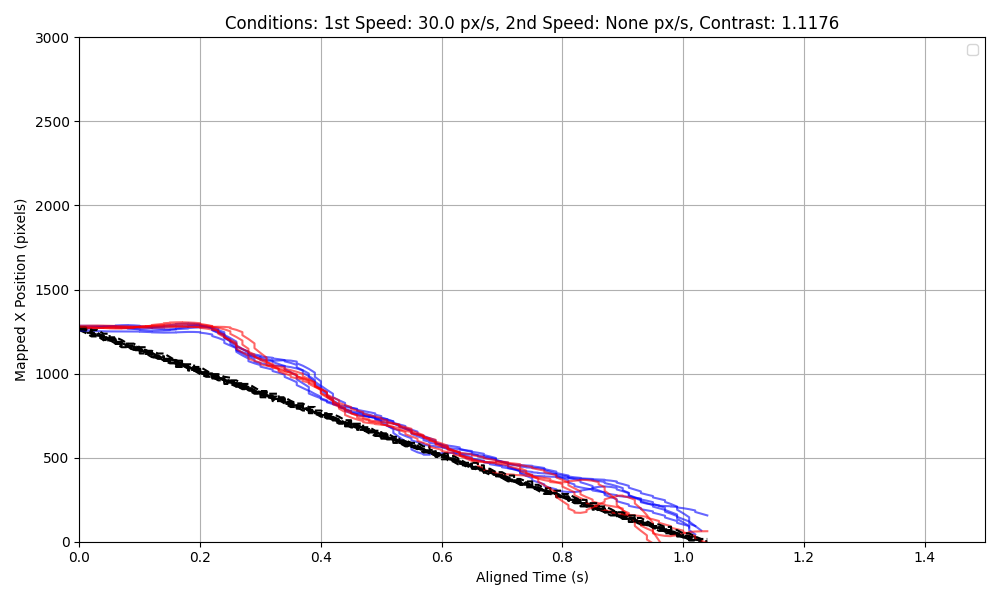 Conditions: 1st Speed: 30.0 px/s, 2nd Speed: None px/s, Contrast: 1.1176
Mapped X Position (pixels)
3000
2500
2000
1500
1000
500
0
0.0 0.2 0.4 0.6 0.8 1.0 1.2 1.4
Aligned Time (s)